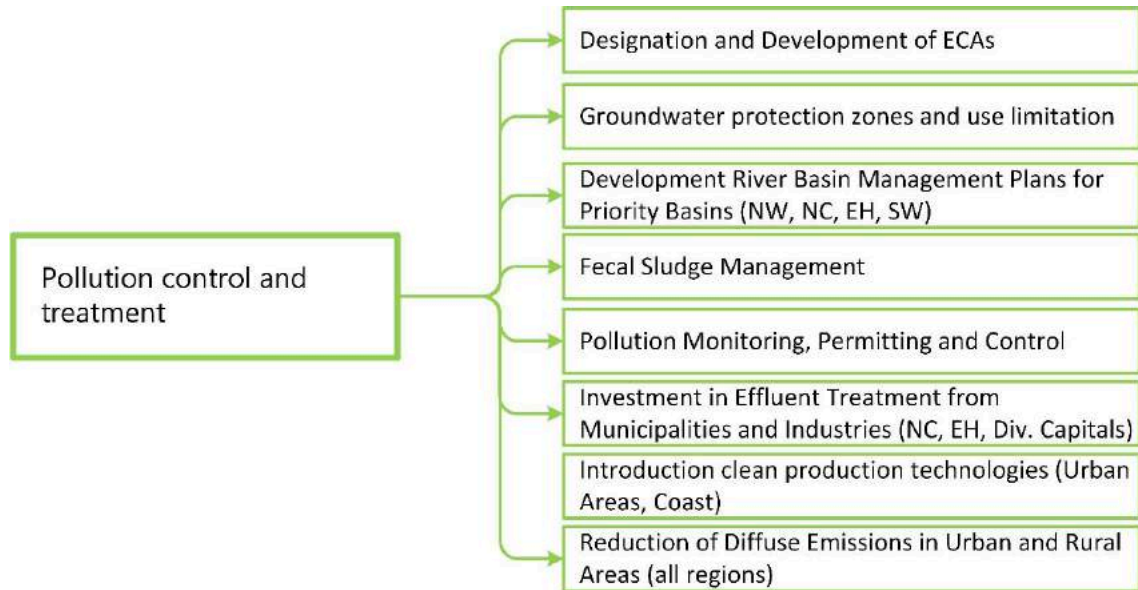 Designation and Development of ECAs
Groundwater protection zones and use limitation
Development River Basin Management Plans for
Priority Basins (NW, NC, EH, SW)
Pollution control and
treatment
Fecal Sludge Management
Pollution Monitoring, Permitting and Control
Investment in Effluent Treatment from
Municipalities and Industries (NC, EH, Div. Capitals)
Introduction clean production technologies (Urban
Areas, Coast)
Reduction of Diffuse Emissions in Urban and Rural
Areas (all regions)